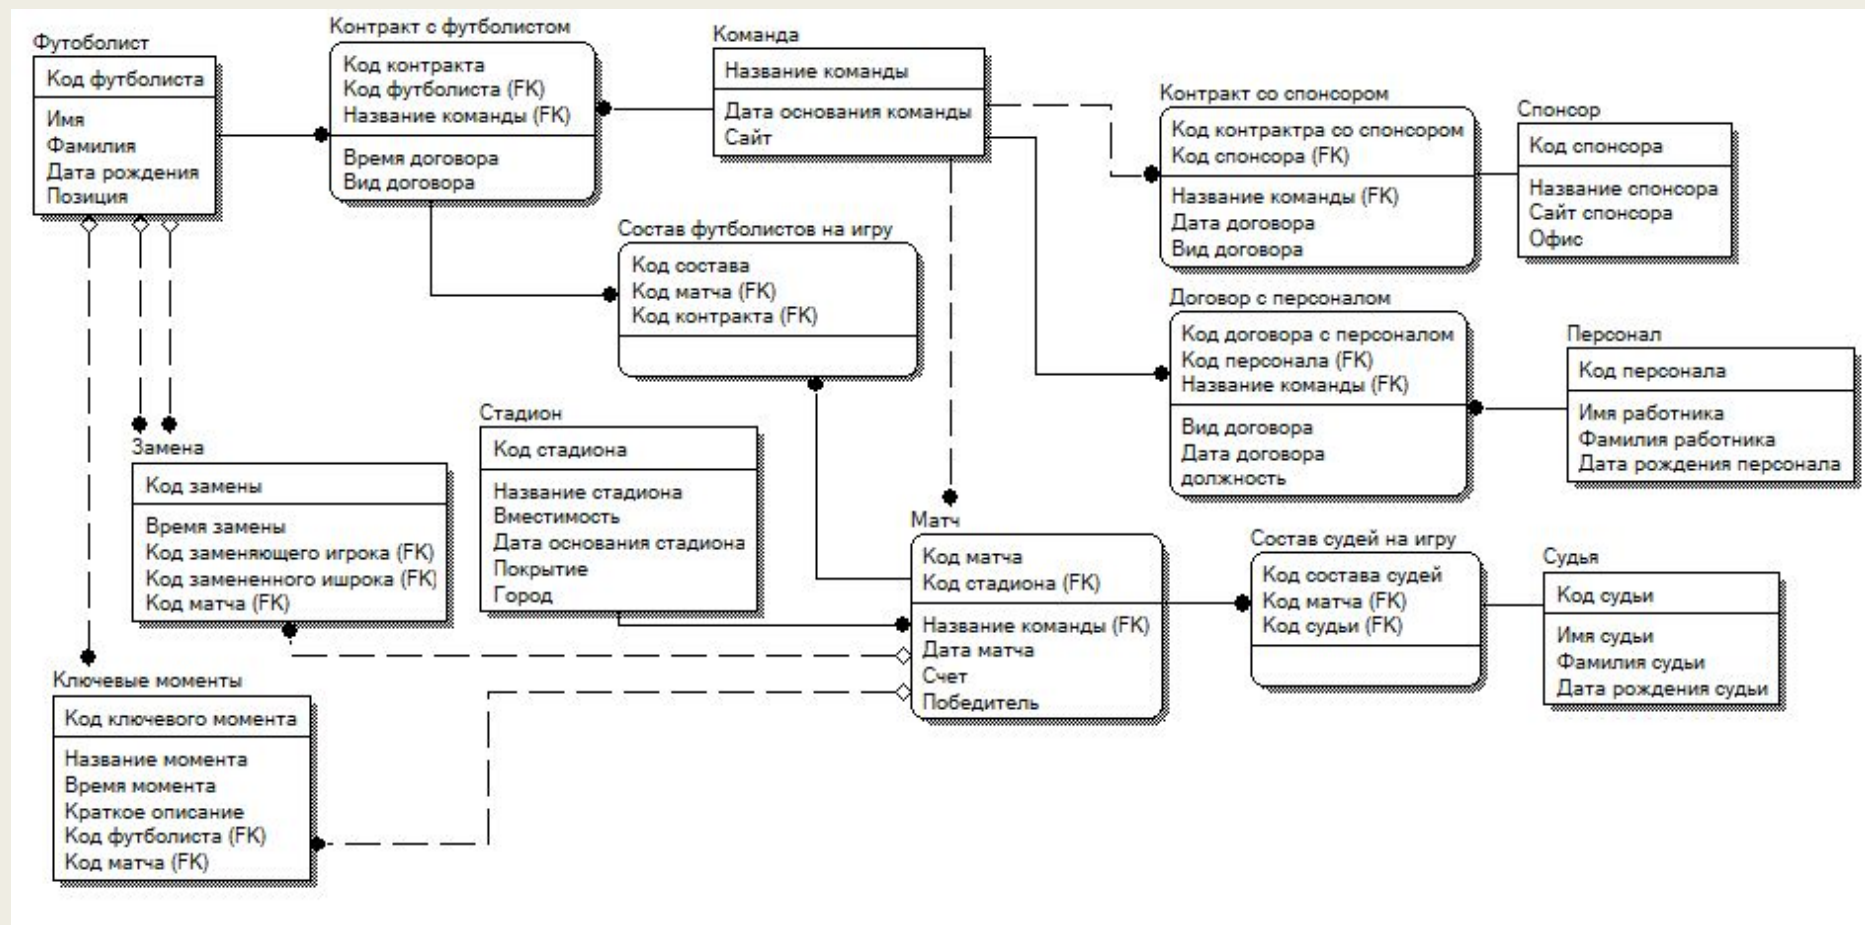 Футоболист
Код футболиста
Имя
Фамилия
Дата рождения
Позиция
Контракт с футболистом
Код контракта
Код футболиста (FK)
Название команды (FK)
Время договора
Вид договора
Команда
Название команды
Дата основания команды
Сайт
Контракт со спонсором
Код контрактра со спонсором
Код спонсора (FK)
Название команды (FK)
Дата договора
Вид договора
Спонсор
Код спонсора
Название спонсора
Сайт спонсора
Офис
Состав футболистов на игру
Код состава
Код матча (FK)
Код контракта (FK)
Договор с персоналом
Код договора с персоналом
Код персонала (FK)
Название команды (FK)
Вид договора
Дата договора
должность
Персонал
Код персонала
Имя работника
Фамилия работника
Дата рождения персонала
Замена
Код замены
Время замены
Код заменяющего игрока (FK)
Код замененного ишрока (FK)
Код матча (FK)
Стадион
Код стадиона
Название стадиона
Вместимость
Дата основания стадиона
Покрытие
Город
Матч
Код матча
Код стадиона (FK)
Название команды (FK)
Дата матча
Счет
Победитель
Состав судей на игру
Код состава судей
Код матча (FK)
Код судьи (FK)
Судья
Код судьи
Имя судьи
Фамилия судьи
Дата рождения судьи
Ключевые моменты
Код ключевого момента
Название момента
Время момента
Краткое описание
Код футболиста (FK)
Код матча (FK)